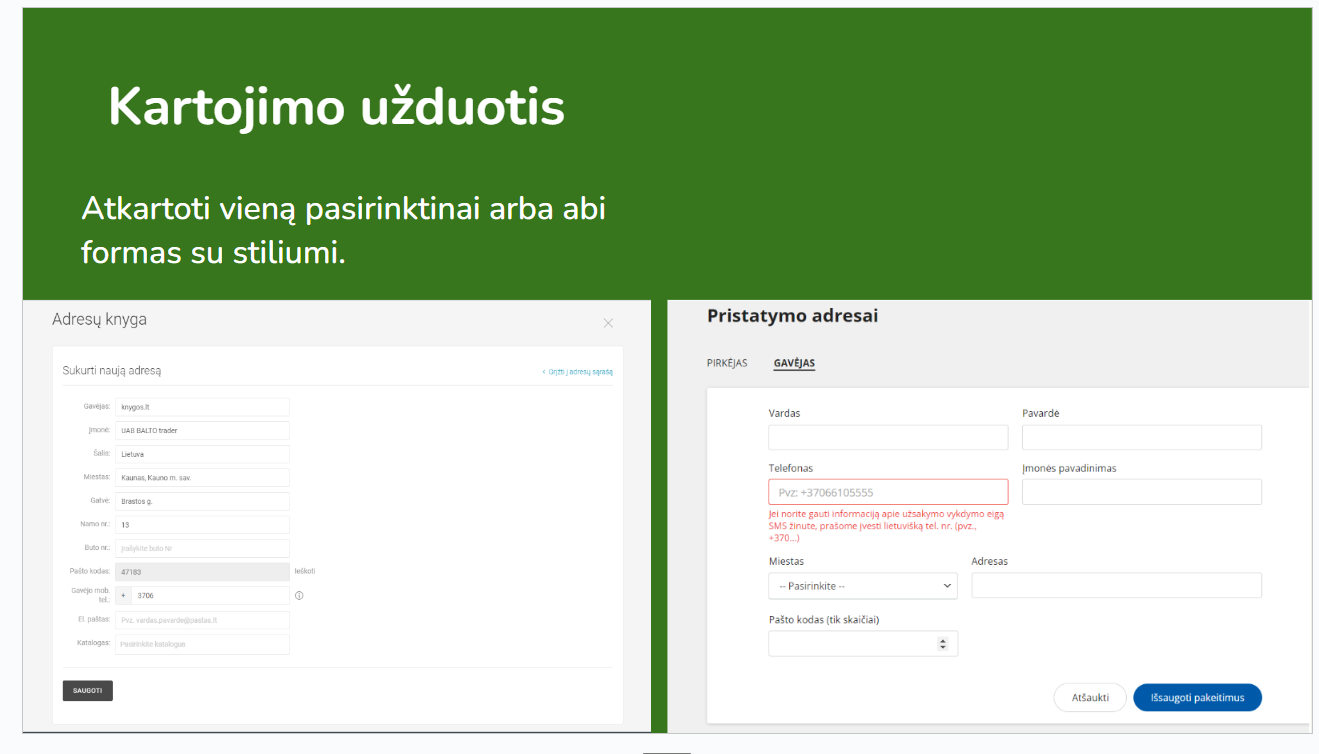 Kartojimo užduotis
Atkartoti vieną pasirinktinai arba abi
formas su stiliumi.
Adresų knyga
Sukurti naują adresą
< Grįžti į adresų sąrašą
Gavėjas: knygos.lt
Įmonė: UAB BALTO trader
Šalis: Lietuva
Miestas: Kaunas, Kauno m. sav.
Gatvė: Brastos g.
Namo nr.: 13
Buto nr.: Įrašykite buto Nr
Pašto kodas: 47183 Ieškoti
Gavėjo mob.
tel.: + 3706
El. paštas: Pvz. vardas.pavarde@pastas.lt
Katalogas: Pasirinkite katalogus
SAUGOTI
Pristatymo adresai
PIRKĖJAS GAVĖJAS
Vardas Pavardė
Telefonas Įmonės pavadinimas
Pvz: +37066105555
Jei norite gauti informaciją apie užsakymo vykdymo eigą
SMS žinute, prašome įvesti lietuvišką tel. nr. (pvz.,
+370...)
Miestas Adresas
-- Pasirinkite --
Pašto kodas (tik skaičiai)
Atšaukti Išsaugoti pakeitimus